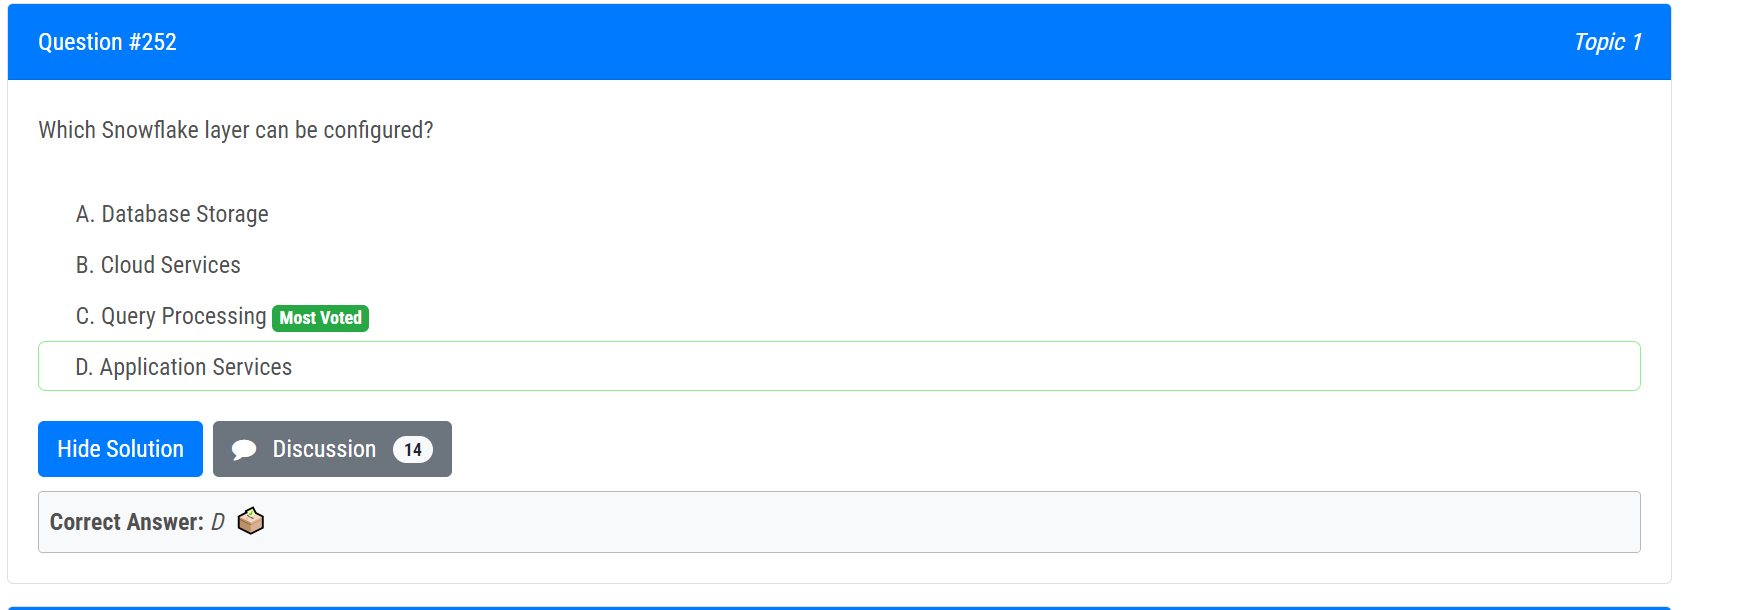 Question #252
Topic 1
Which Snowflake layer can be configured?
A. Database Storage
B. Cloud Services
C. Query Processing Most Voted
D. Application Services
Hide Solution
Discussion 14
Correct Answer: D